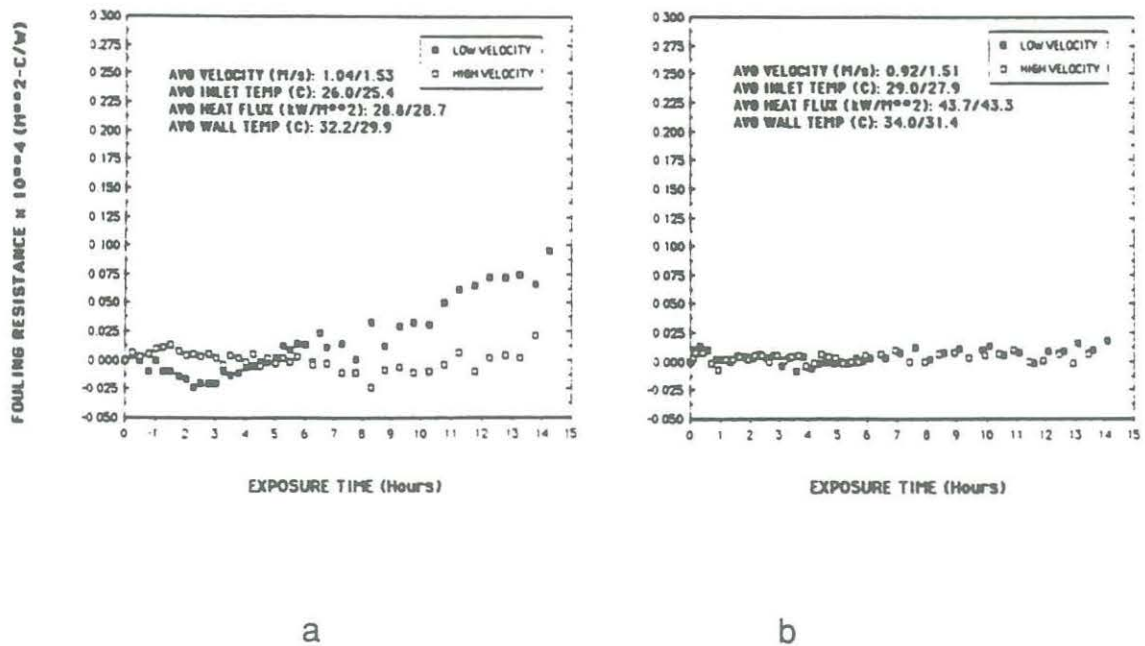 FOULING RESISTANCE x 10**4 (M**2-C/W)
0.300
0.275
0.250
0.225
0.200
0.175
0.150
0.125
0.100
0.075
0.050
0.025
0.000
-0.025
-0.050
LOW VELOCITY
HIGH VELOCITY
AVG VELOCITY (M/s): 1.04/1.53
AVG INLET TEMP (C): 26.0/25.4
AVG HEAT FLUX (kW/M**2): 28.8/28.7
AVG WALL TEMP (C): 32.2/29.9
0 1 2 3 4 5 6 7 8 9 10 11 12 13 14 15
EXPOSURE TIME (Hours)
a
0.300
0.275
0.250
0.225
0.200
0.175
0.150
0.125
0.100
0.075
0.050
0.025
0.000
-0.025
-0.050
LOW VELOCITY
HIGH VELOCITY
AVG VELOCITY (M/s): 0.92/1.51
AVG INLET TEMP (C): 29.0/27.9
AVG HEAT FLUX (kW/M**2): 43.7/43.3
AVG WALL TEMP (C): 34.0/31.4
0 1 2 3 4 5 6 7 8 9 10 11 12 13 14 15
EXPOSURE TIME (Hours)
b